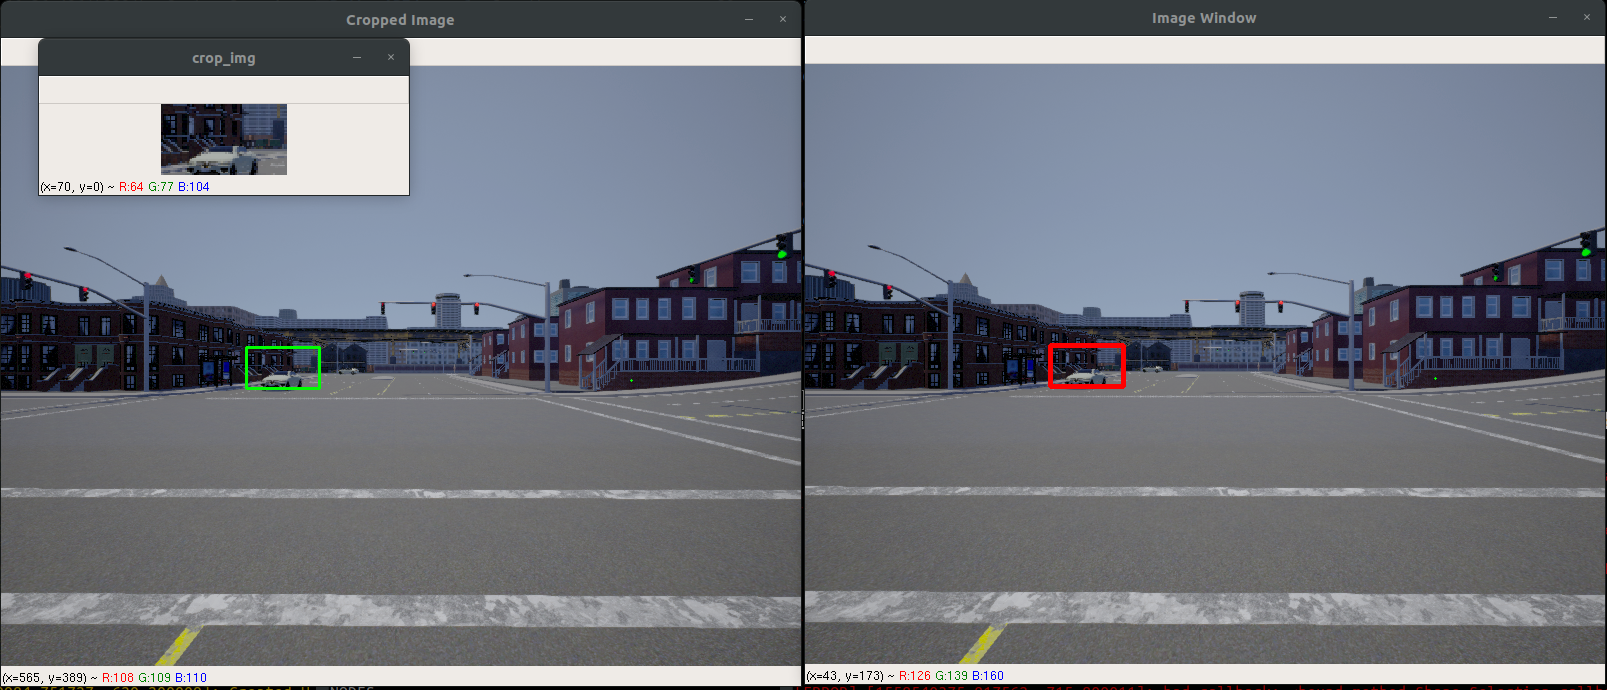 Cropped Image
crop_img
(x=70, y=0) ~ R:64 G:77 B:104
(x=565, y=389) ~ R:108 G:109 B:110
Image Window
(x=43, y=173) ~ R:126 G:139 B:160